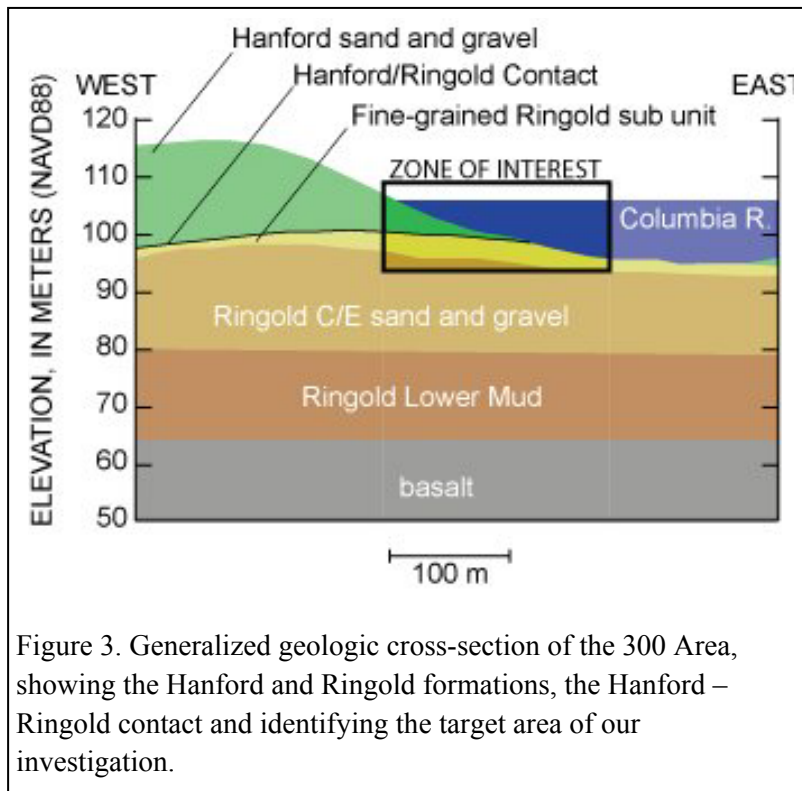 Hanford sand and gravel
WEST
Hanford/Ringold Contact
EAST
Fine-grained Ringold sub unit
ELEVATION, IN METERS (NAVD88)
120
110
100
90
80
70
60
50
ZONE OF INTEREST
Columbia R.
Ringold C/E sand and gravel
Ringold Lower Mud
basalt
100 m
Figure 3. Generalized geologic cross-section of the 300 Area,
showing the Hanford and Ringold formations, the Hanford –
Ringold contact and identifying the target area of our
investigation.